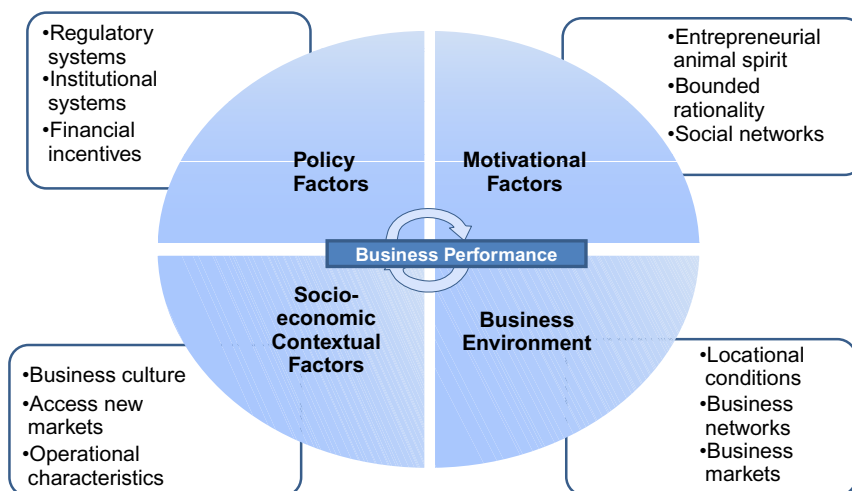 •Regulatory
systems
•Institutional
systems
•Financial
incentives
•Entrepreneurial
animal spirit
•Bounded
rationality
•Social networks
Policy
Factors
Motivational
Factors
Business Performance
Socio-
economic
Contextual
Factors
Business
Environment
•Business culture
•Access new
markets
•Operational
characteristics
•Locational
conditions
•Business
networks
•Business
markets